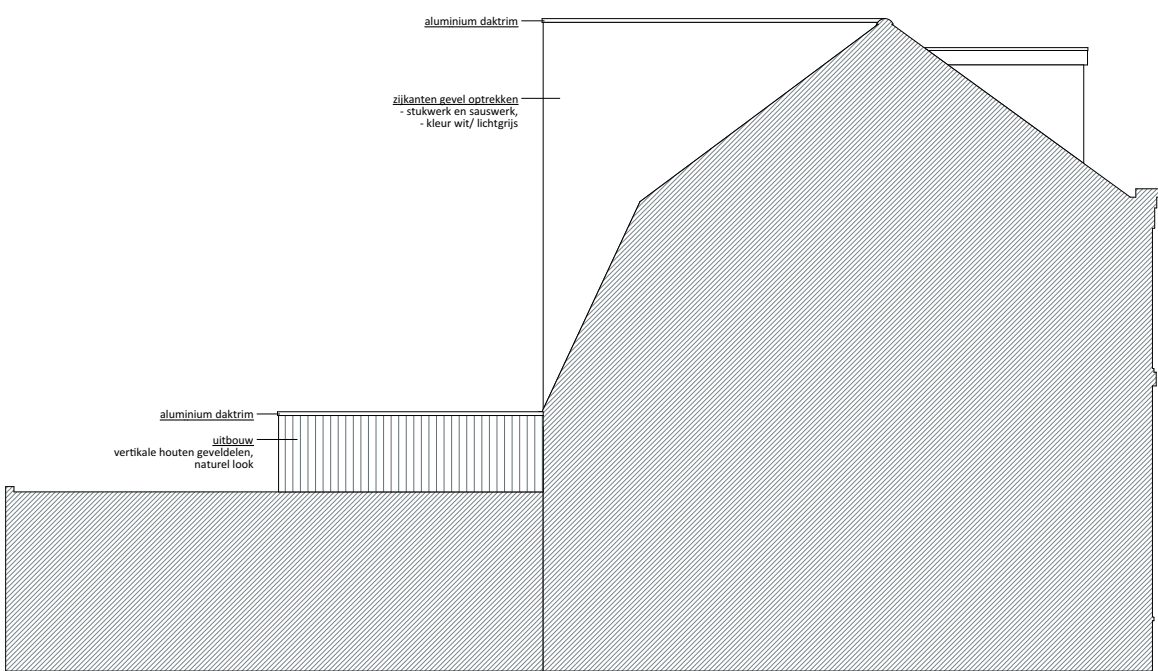 aluminium daktrim
zijkanten gevel optrekken
- stukwerk en sauswerk,
- kleur wit/ lichtgrijs
aluminium daktrim
uitbouw
vertikale houten geveldelen,
naturel look